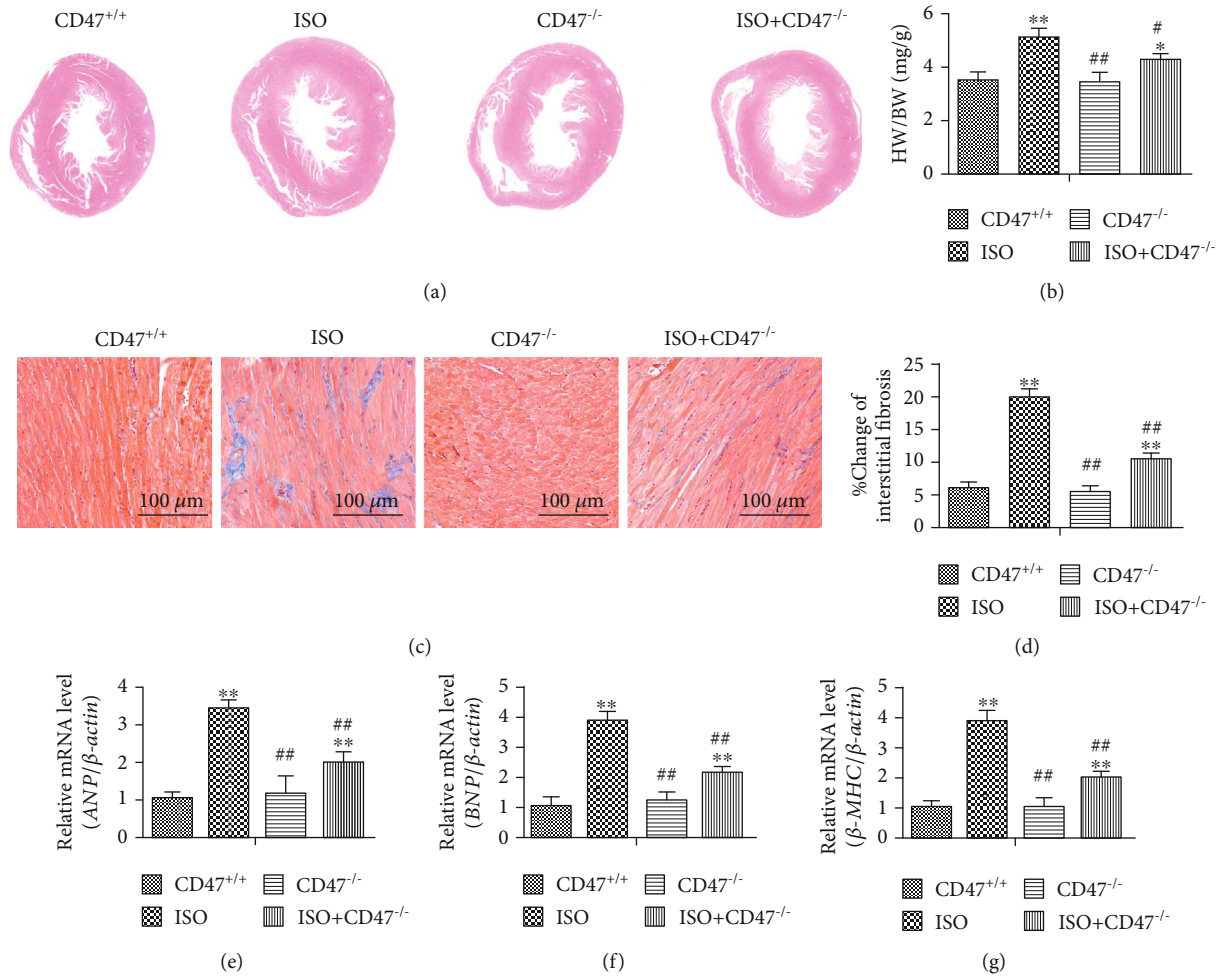 CD47+/+ ISO CD47-/- ISO+CD47-/-
(a)
HW/BW (mg/g)
6
4
2
0
**
##
#
*
CD47+/+ CD47-/-
ISO ISO+CD47-/-
(b)
CD47+/+ ISO CD47-/- ISO+CD47-/-
100 μm 100 μm 100 μm 100 μm
(c)
%Change of
interstitial fibrosis
25
20
15
10
5
0
**
##
##
**
CD47+/+ CD47-/-
ISO ISO+CD47-/-
(d)
Relative mRNA level
(ANP/β-actin)
4
3
2
1
0
**
##
##
**
CD47+/+ CD47-/-
ISO ISO+CD47-/-
(e)
Relative mRNA level
(BNP/β-actin)
5
4
3
2
1
0
**
##
##
**
CD47+/+ CD47-/-
ISO ISO+CD47-/-
(f)
Relative mRNA level
(β-MHC/β-actin)
5
4
3
2
1
0
**
##
##
**
CD47+/+ CD47-/-
ISO ISO+CD47-/-
(g)